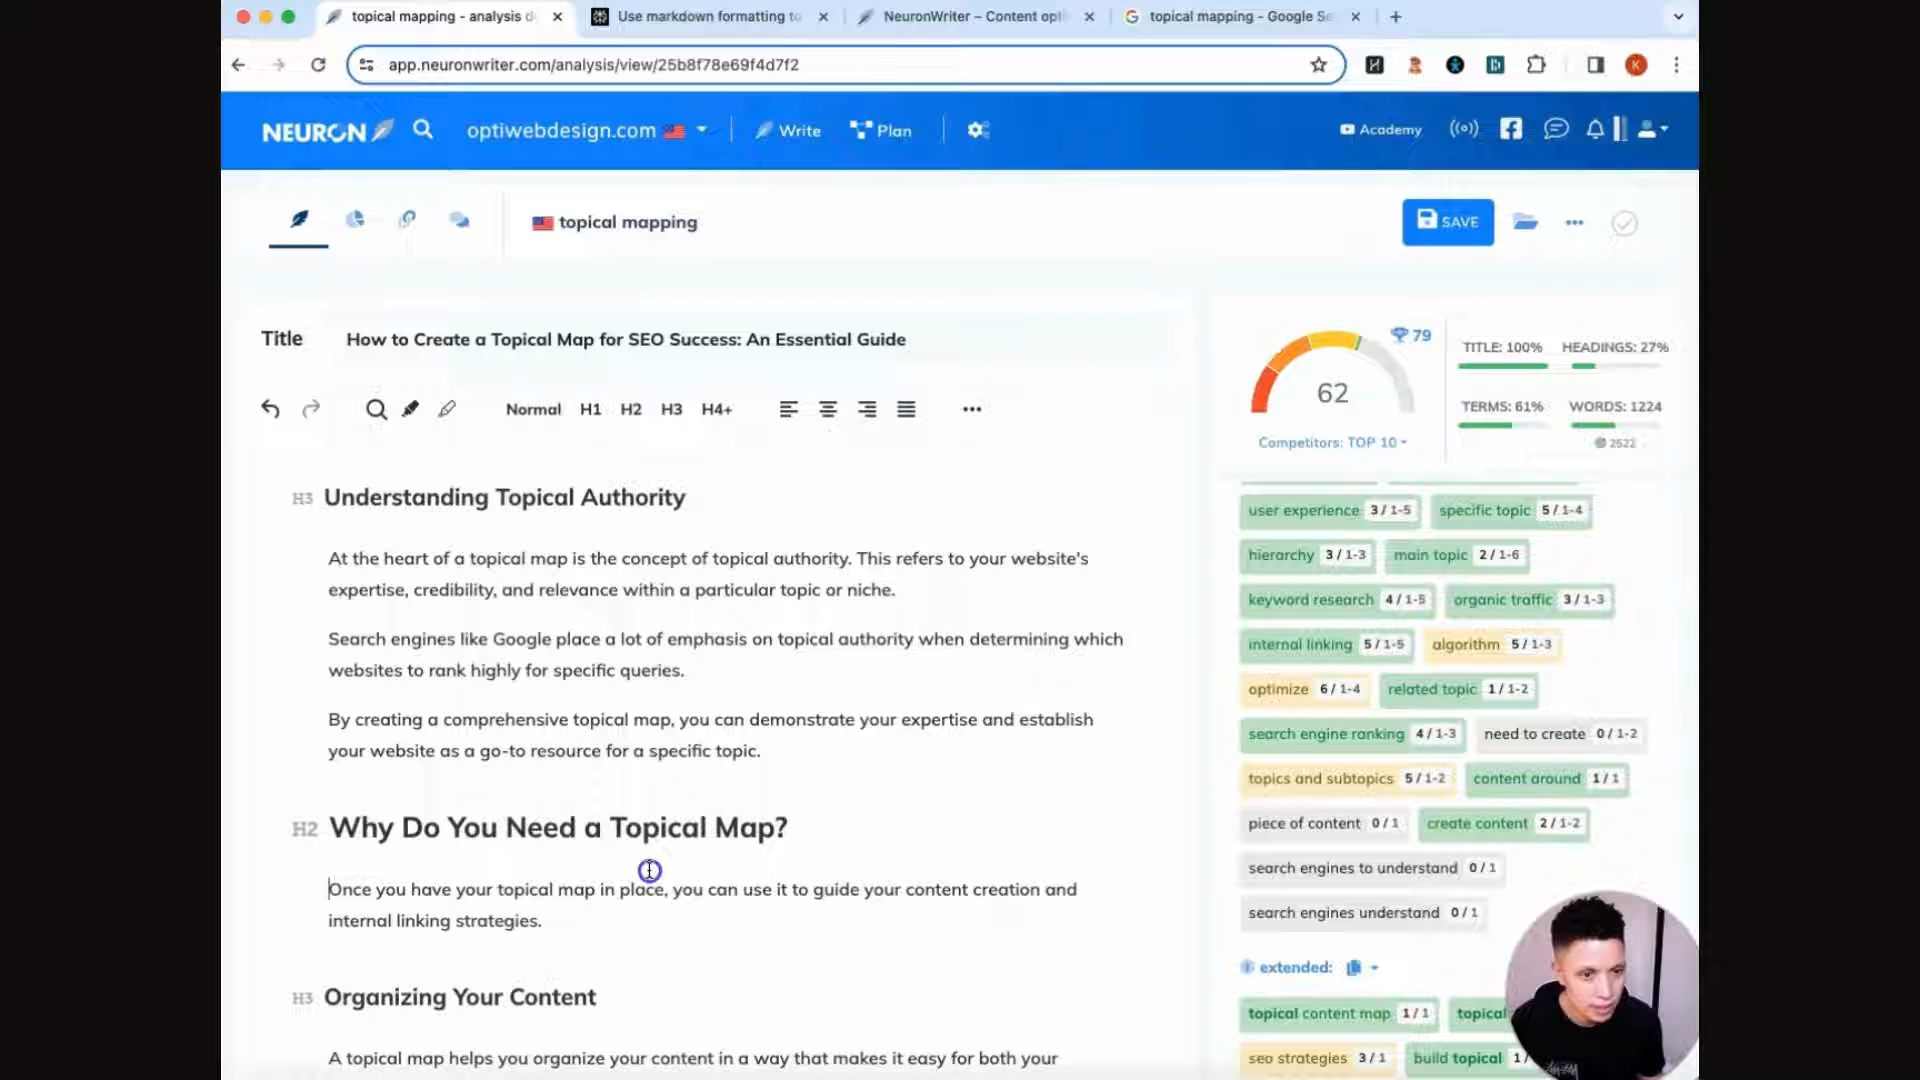 topical mapping - analysis d
Use markdown formatting to
NeuronWriter – Content opti
topical mapping - Google Se
app.neuronwriter.com/analysis/view/25b8f78e69f4d7f2
K
NEURON
optiwebdesign.com
Write
Plan
Academy
topical mapping
SAVE
Title
How to Create a Topical Map for SEO Success: An Essential Guide
Normal H1 H2 H3 H4+
79
62
Competitors: TOP 10
TITLE: 100% HEADINGS: 27%
TERMS: 61% WORDS: 1224
2522
H3 Understanding Topical Authority
At the heart of a topical map is the concept of topical authority. This refers to your website's
expertise, credibility, and relevance within a particular topic or niche.
Search engines like Google place a lot of emphasis on topical authority when determining which
websites to rank highly for specific queries.
By creating a comprehensive topical map, you can demonstrate your expertise and establish
your website as a go-to resource for a specific topic.
H2 Why Do You Need a Topical Map?
Once you have your topical map in place, you can use it to guide your content creation and
internal linking strategies.
H3 Organizing Your Content
A topical map helps you organize your content in a way that makes it easy for both your
user experience 3 / 1-5 specific topic 5 / 1-4
hierarchy 3 / 1-3 main topic 2 / 1-6
keyword research 4 / 1-5 organic traffic 3 / 1-3
internal linking 5 / 1-5 algorithm 5 / 1-3
optimize 6 / 1-4 related topic 1 / 1-2
search engine ranking 4 / 1-3 need to create 0 / 1-2
topics and subtopics 5 / 1-2 content around 1 / 1
piece of content 0 / 1 create content 2 / 1-2
search engines to understand 0 / 1
search engines understand 0 / 1
extended:
topical content map 1 / 1 topical
seo strategies 3 / 1 build topical 1 /